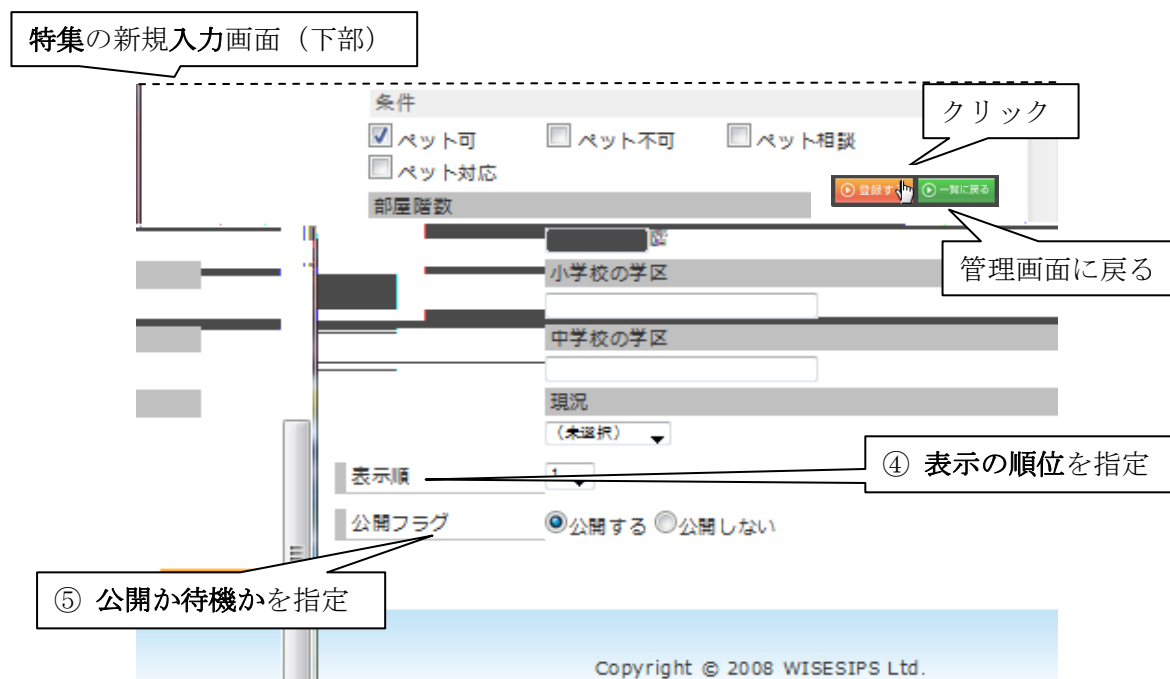 特集の新規入力画面（下部）
条件
クリック
ペット可 ペット不可 ペット相談
ペット対応
登録す 一覧に戻る
部屋階数
階
小学校の学区
管理画面に戻る
中学校の学区
現況
（未選択）
④ 表示の順位を指定
表示順 1
公開フラグ 公開する 公開しない
⑤ 公開か待機かを指定
Copyright © 2008 WISESIPS Ltd.